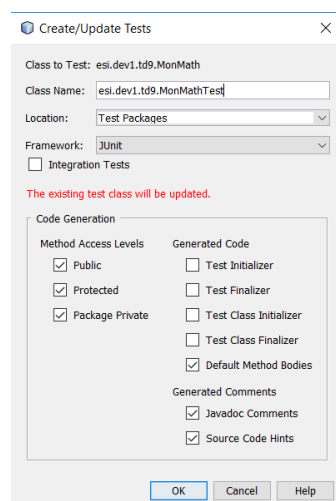 Create/Update Tests
Class to Test: esi.dev1.td9.MonMath
Class Name: esi.dev1.td9.MonMathTest
Location: Test Packages
Framework: JUnit
Integration Tests
The existing test class will be updated.
Code Generation
Method Access Levels Generated Code
Public Test Initializer
Protected Test Finalizer
Package Private Test Class Initializer
Test Class Finalizer
Default Method Bodies
Generated Comments
Javadoc Comments
Source Code Hints
OK Cancel Help